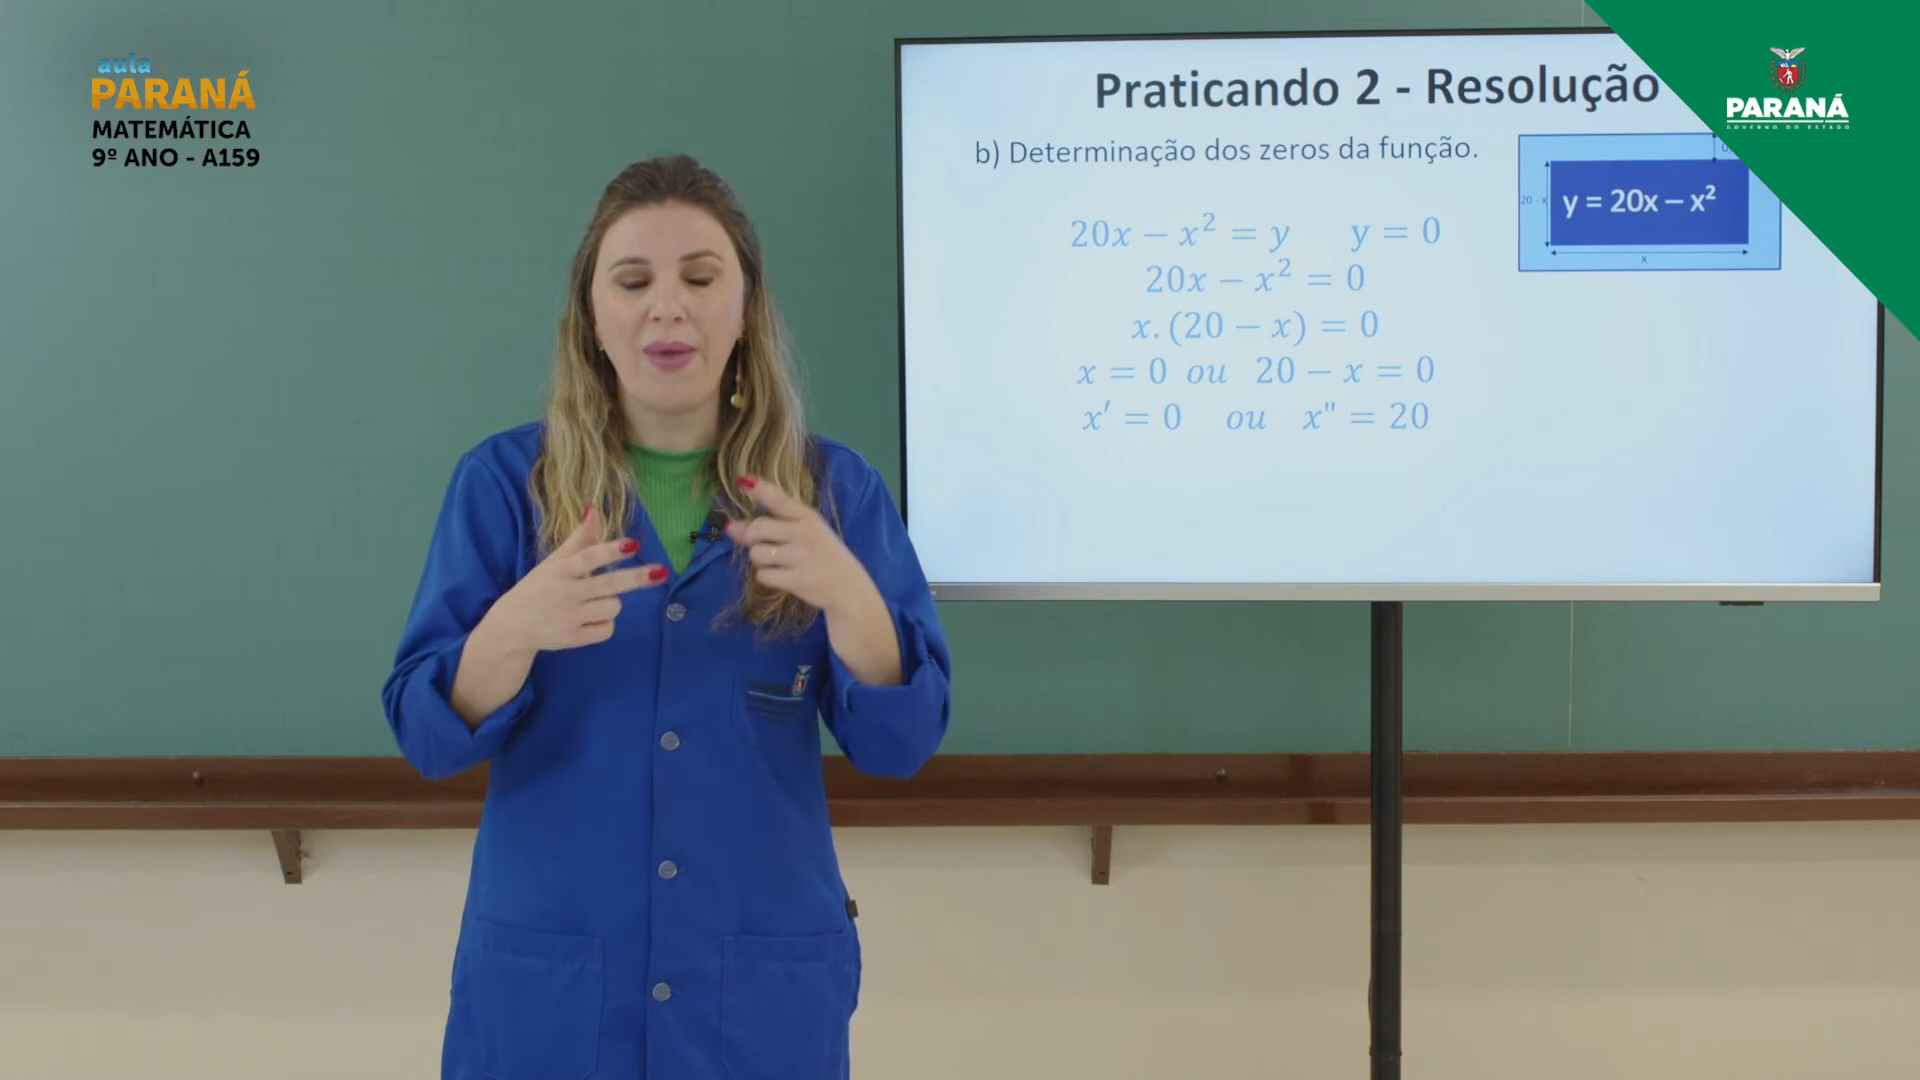 aula
PARANÁ
MATEMÁTICA
9º ANO - A159
Praticando 2 - Resolução
PARANÁ
GOVERNO DO ESTADO
b) Determinação dos zeros da função.
20 - x
y = 20x – x²
x
20x − x² = y y = 0
20x − x² = 0
x. (20 − x) = 0
x = 0 ou 20 − x = 0
x' = 0 ou x" = 20